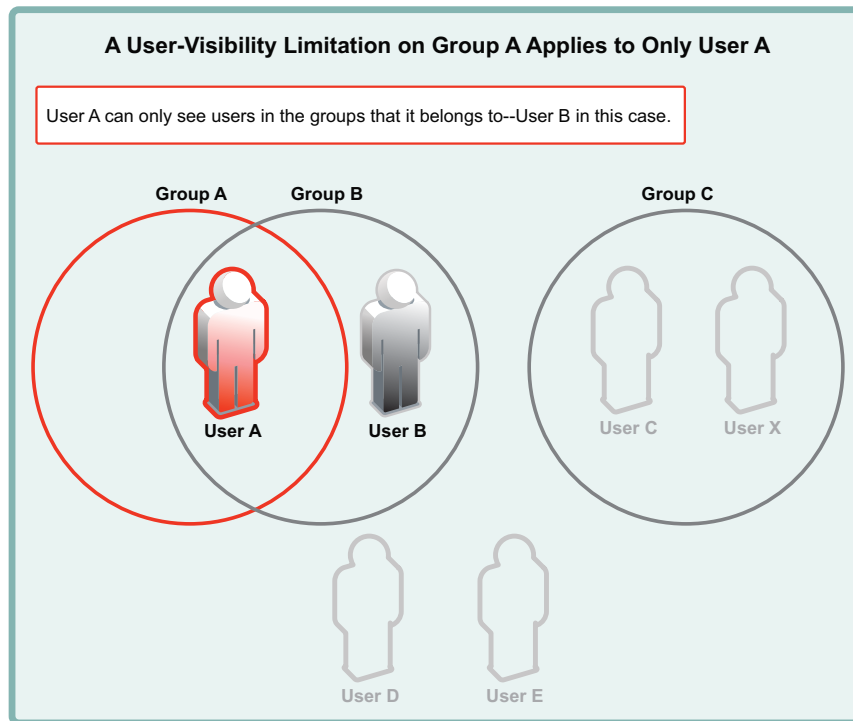 A User-Visibility Limitation on Group A Applies to Only User A
User A can only see users in the groups that it belongs to--User B in this case.
Group A
Group B
Group C
User A
User B
User C
User X
User D
User E